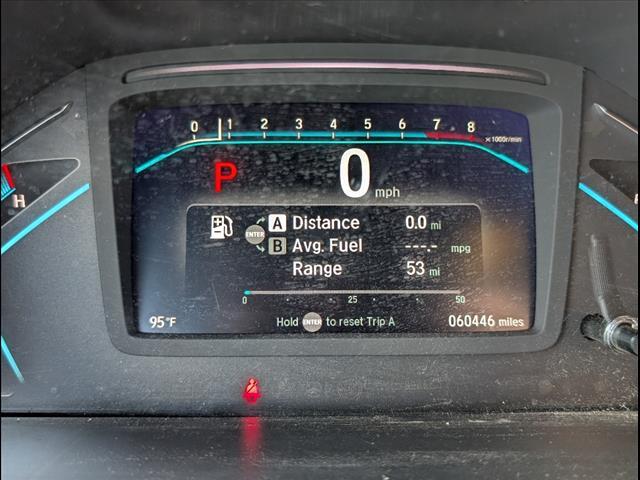 0 1 2 3 4 5 6 7 8 ×1000r/min
P 0 mph
H
ENTER A Distance 0.0 mi
B Avg. Fuel ---.- mpg
Range 53 mi
0 25 50
95°F Hold ENTER to reset Trip A 060446 miles